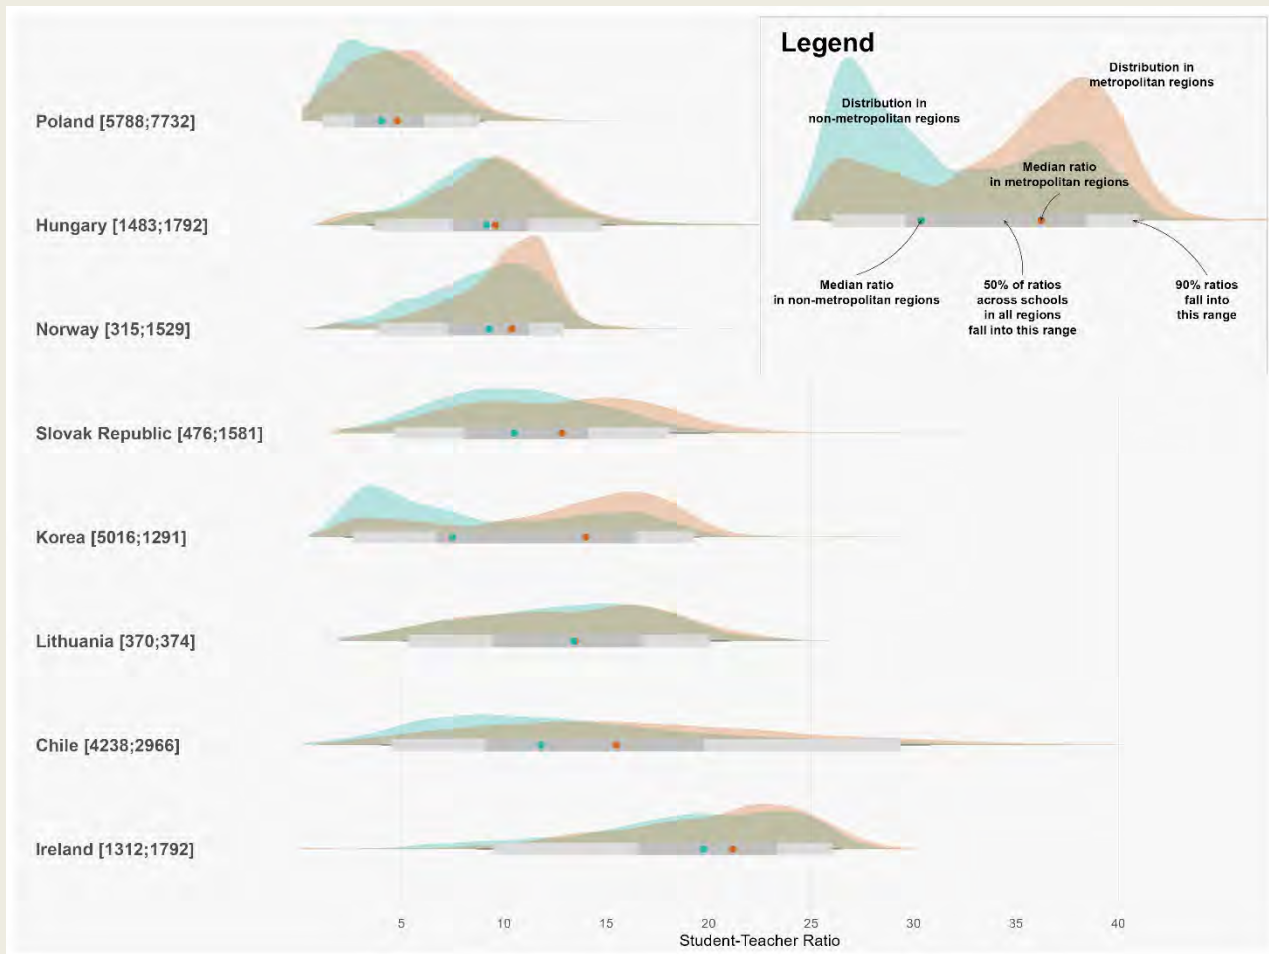 Legend
Distribution in
metropolitan regions
Distribution in
non-metropolitan regions
Median ratio
in metropolitan regions
Median ratio
in non-metropolitan regions
50% of ratios
across schools
in all regions
fall into this range
90% ratios
fall into
this range
Poland [5788;7732]
Hungary [1483;1792]
Norway [315;1529]
Slovak Republic [476;1581]
Korea [5016;1291]
Lithuania [370;374]
Chile [4238;2966]
Ireland [1312;1792]
5 10 15 20 25 30 35 40
Student-Teacher Ratio